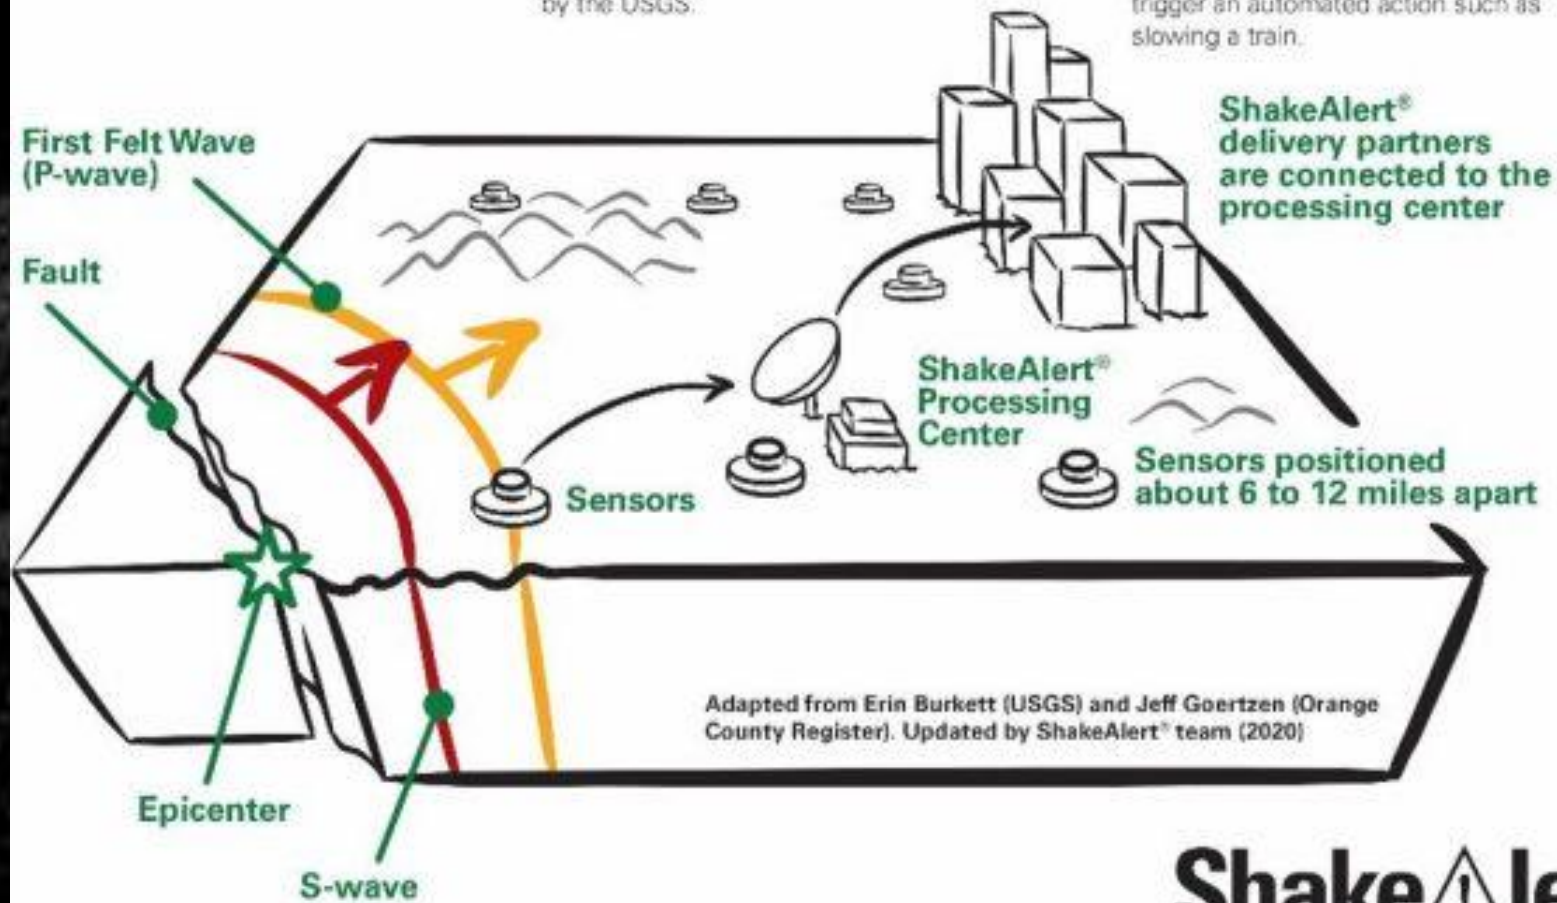 by the USGS.
trigger an automated action such as
slowing a train.
First Felt Wave
(P-wave)
ShakeAlert®
delivery partners
are connected to the
processing center
Fault
ShakeAlert®
Processing
Center
Sensors
Sensors positioned
about 6 to 12 miles apart
Adapted from Erin Burkett (USGS) and Jeff Goertzen (Orange
County Register). Updated by ShakeAlert® team (2020)
Epicenter
S-wave
Shake